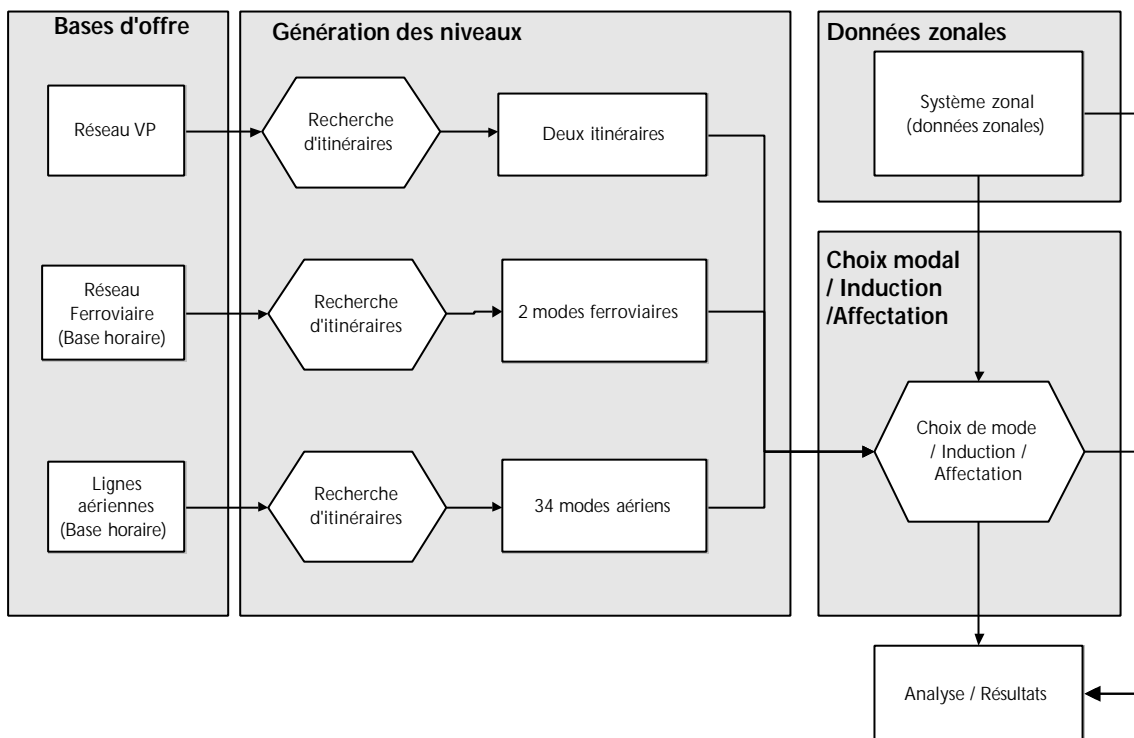 Bases d'offre
Réseau VP
Réseau
Ferroviaire
(Base horaire)
Lignes
aériennes
(Base horaire)
Génération des niveaux
Recherche
d'itinéraires
Deux itinéraires
Recherche
d'itinéraires
2 modes ferroviaires
Recherche
d'itinéraires
34 modes aériens
Données zonales
Système zonal
(données zonales)
Choix modal
/ Induction
/Affectation
Choix de mode
/ Induction /
Affectation
Analyse / Résultats